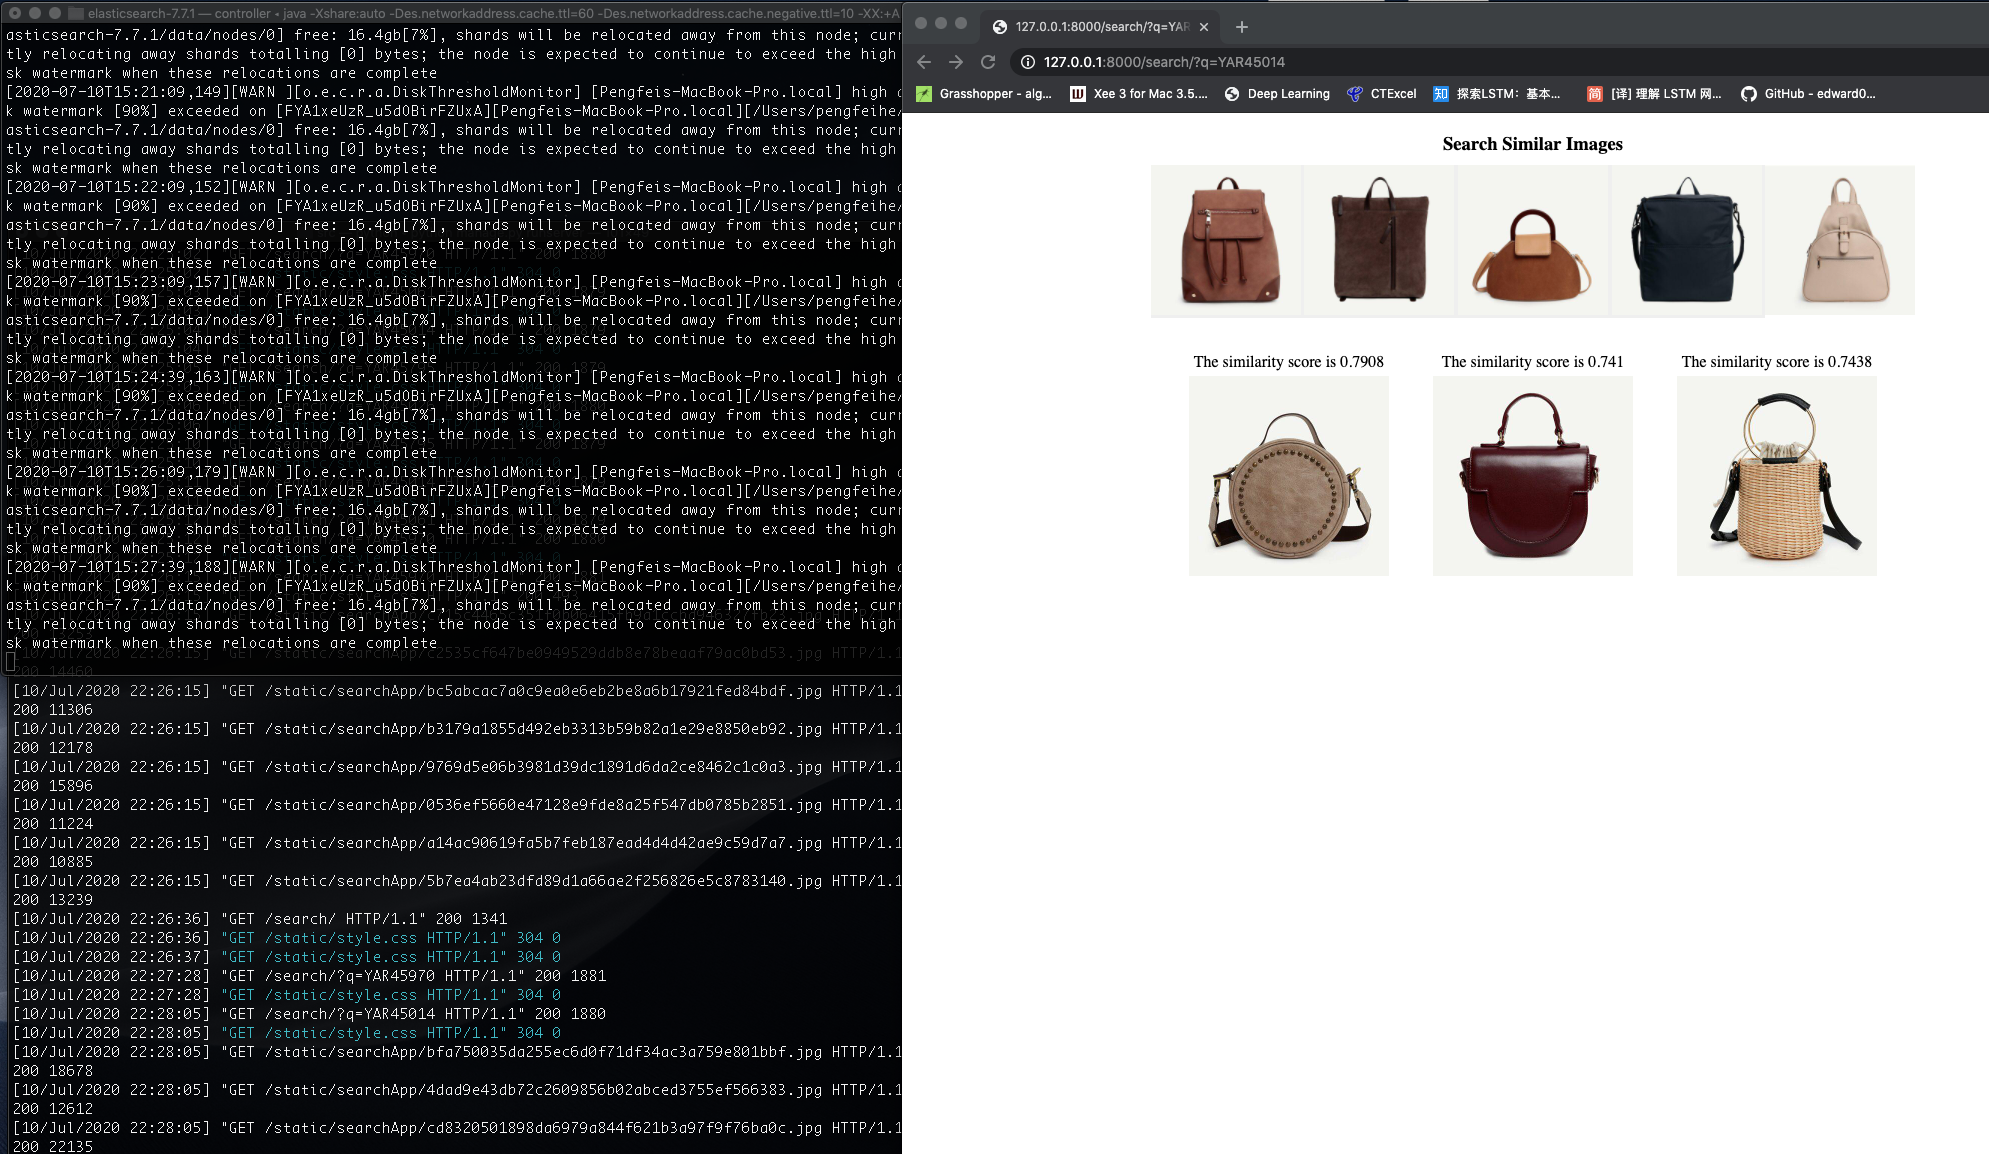 elasticsearch-7.7.1 — controller • java -Xshare:auto -Des.networkaddress.cache.ttl=60 -Des.networkaddress.cache.negative.ttl=10 -XX:+A
asticsearch-7.7.1/data/nodes/0] free: 16.4gb[7%], shards will be relocated away from this node; curr
tly relocating away shards totalling [0] bytes; the node is expected to continue to exceed the high
sk watermark when these relocations are complete
[2020-07-10T15:21:09,149][WARN ][o.e.c.r.a.DiskThresholdMonitor] [Pengfeis-MacBook-Pro.local] high
k watermark [90%] exceeded on [FYA1xeUzR_u5dOBirFZUxA][Pengfeis-MacBook-Pro.local][/Users/pengfeihe/
asticsearch-7.7.1/data/nodes/0] free: 16.4gb[7%], shards will be relocated away from this node; curr
tly relocating away shards totalling [0] bytes; the node is expected to continue to exceed the high
sk watermark when these relocations are complete
[2020-07-10T15:22:09,152][WARN ][o.e.c.r.a.DiskThresholdMonitor] [Pengfeis-MacBook-Pro.local] high
k watermark [90%] exceeded on [FYA1xeUzR_u5dOBirFZUxA][Pengfeis-MacBook-Pro.local][/Users/pengfeihe/
asticsearch-7.7.1/data/nodes/0] free: 16.4gb[7%], shards will be relocated away from this node; curr
tly relocating away shards totalling [0] bytes; the node is expected to continue to exceed the high
sk watermark when these relocations are complete
[2020-07-10T15:23:09,157][WARN ][o.e.c.r.a.DiskThresholdMonitor] [Pengfeis-MacBook-Pro.local] high
k watermark [90%] exceeded on [FYA1xeUzR_u5dOBirFZUxA][Pengfeis-MacBook-Pro.local][/Users/pengfeihe/
asticsearch-7.7.1/data/nodes/0] free: 16.4gb[7%], shards will be relocated away from this node; curr
tly relocating away shards totalling [0] bytes; the node is expected to continue to exceed the high
sk watermark when these relocations are complete
[2020-07-10T15:24:39,163][WARN ][o.e.c.r.a.DiskThresholdMonitor] [Pengfeis-MacBook-Pro.local] high
k watermark [90%] exceeded on [FYA1xeUzR_u5dOBirFZUxA][Pengfeis-MacBook-Pro.local][/Users/pengfeihe/
asticsearch-7.7.1/data/nodes/0] free: 16.4gb[7%], shards will be relocated away from this node; curr
tly relocating away shards totalling [0] bytes; the node is expected to continue to exceed the high
sk watermark when these relocations are complete
[2020-07-10T15:26:09,179][WARN ][o.e.c.r.a.DiskThresholdMonitor] [Pengfeis-MacBook-Pro.local] high
k watermark [90%] exceeded on [FYA1xeUzR_u5dOBirFZUxA][Pengfeis-MacBook-Pro.local][/Users/pengfeihe/
asticsearch-7.7.1/data/nodes/0] free: 16.4gb[7%], shards will be relocated away from this node; curr
tly relocating away shards totalling [0] bytes; the node is expected to continue to exceed the high
sk watermark when these relocations are complete
[2020-07-10T15:27:39,188][WARN ][o.e.c.r.a.DiskThresholdMonitor] [Pengfeis-MacBook-Pro.local] high
k watermark [90%] exceeded on [FYA1xeUzR_u5dOBirFZUxA][Pengfeis-MacBook-Pro.local][/Users/pengfeihe/
asticsearch-7.7.1/data/nodes/0] free: 16.4gb[7%], shards will be relocated away from this node; curr
tly relocating away shards totalling [0] bytes; the node is expected to continue to exceed the high
sk watermark when these relocations are complete
[10/Jul/2020 22:26:15] "GET /static/searchApp/c2535cf647be0949529ddb8e78beaaf79ac0bd53.jpg HTTP/1.1
200 14460
[10/Jul/2020 22:26:15] "GET /static/searchApp/bc5abcac7a0c9ea0e6eb2be8a6b17921fed84bdf.jpg HTTP/1.1
200 11306
[10/Jul/2020 22:26:15] "GET /static/searchApp/b3179a1855d492eb3313b59b82a1e29e8850eb92.jpg HTTP/1.1
200 12178
[10/Jul/2020 22:26:15] "GET /static/searchApp/9769d5e06b3981d39dc1891d6da2ce8462c1c0a3.jpg HTTP/1.1
200 15896
[10/Jul/2020 22:26:15] "GET /static/searchApp/0536ef5660e47128e9fde8a25f547db0785b2851.jpg HTTP/1.1
200 11224
[10/Jul/2020 22:26:15] "GET /static/searchApp/a14ac90619fa5b7feb187ead4d4d42ae9c59d7a7.jpg HTTP/1.1
200 10885
[10/Jul/2020 22:26:15] "GET /static/searchApp/5b7ea4ab23dfd89d1a66ae2f256826e5c8783140.jpg HTTP/1.1
200 13239
[10/Jul/2020 22:26:36] "GET /search/ HTTP/1.1" 200 1341
[10/Jul/2020 22:26:36] "GET /static/style.css HTTP/1.1" 304 0
[10/Jul/2020 22:26:37] "GET /static/style.css HTTP/1.1" 304 0
[10/Jul/2020 22:27:28] "GET /search/?q=YAR45970 HTTP/1.1" 200 1881
[10/Jul/2020 22:27:28] "GET /static/style.css HTTP/1.1" 304 0
[10/Jul/2020 22:28:05] "GET /search/?q=YAR45014 HTTP/1.1" 200 1880
[10/Jul/2020 22:28:05] "GET /static/style.css HTTP/1.1" 304 0
[10/Jul/2020 22:28:05] "GET /static/searchApp/bfa750035da255ec6d0f71df34ac3a759e801bbf.jpg HTTP/1.1
200 18678
[10/Jul/2020 22:28:05] "GET /static/searchApp/4dad9e43db72c2609856b02abced3755ef566383.jpg HTTP/1.1
200 12612
[10/Jul/2020 22:28:05] "GET /static/searchApp/cd8320501898da6979a844f621b3a97f9f76ba0c.jpg HTTP/1.1
200 22135
127.0.0.1:8000/search/?q=YAR
127.0.0.1:8000/search/?q=YAR45014
Grasshopper - alg... Xee 3 for Mac 3.5.... Deep Learning CTExcel 知 探索LSTM：基本... 简 [译] 理解 LSTM 网... GitHub - edward0...
Search Similar Images
The similarity score is 0.7908
The similarity score is 0.741
The similarity score is 0.7438